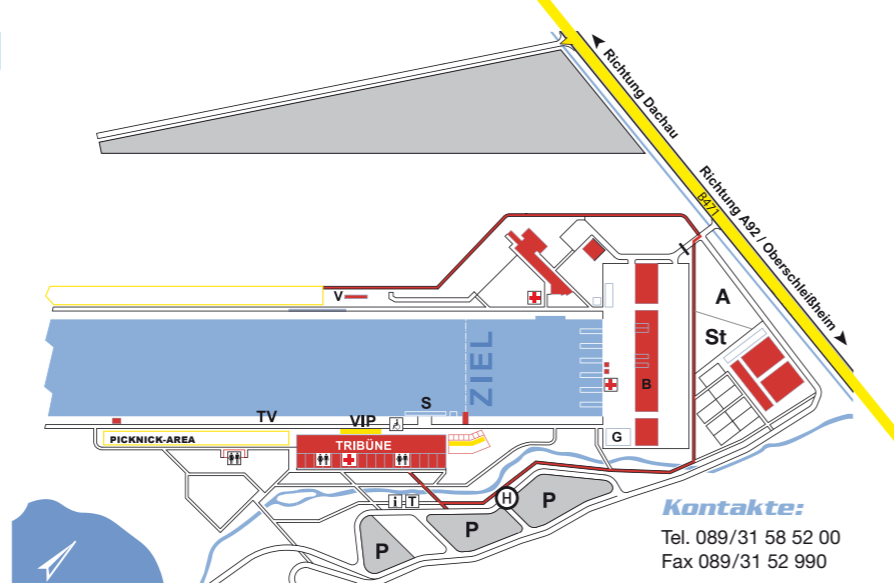 Richtung Dachau
Richtung A92 / Oberschleißheim
B471
A
St
V
ZIEL
B
S
TV
VIP
G
PICKNICK-AREA
TRIBÜNE
i T
H
P
P
P
Kontakte:
Tel. 089/31 58 52 00
Fax 089/31 52 990